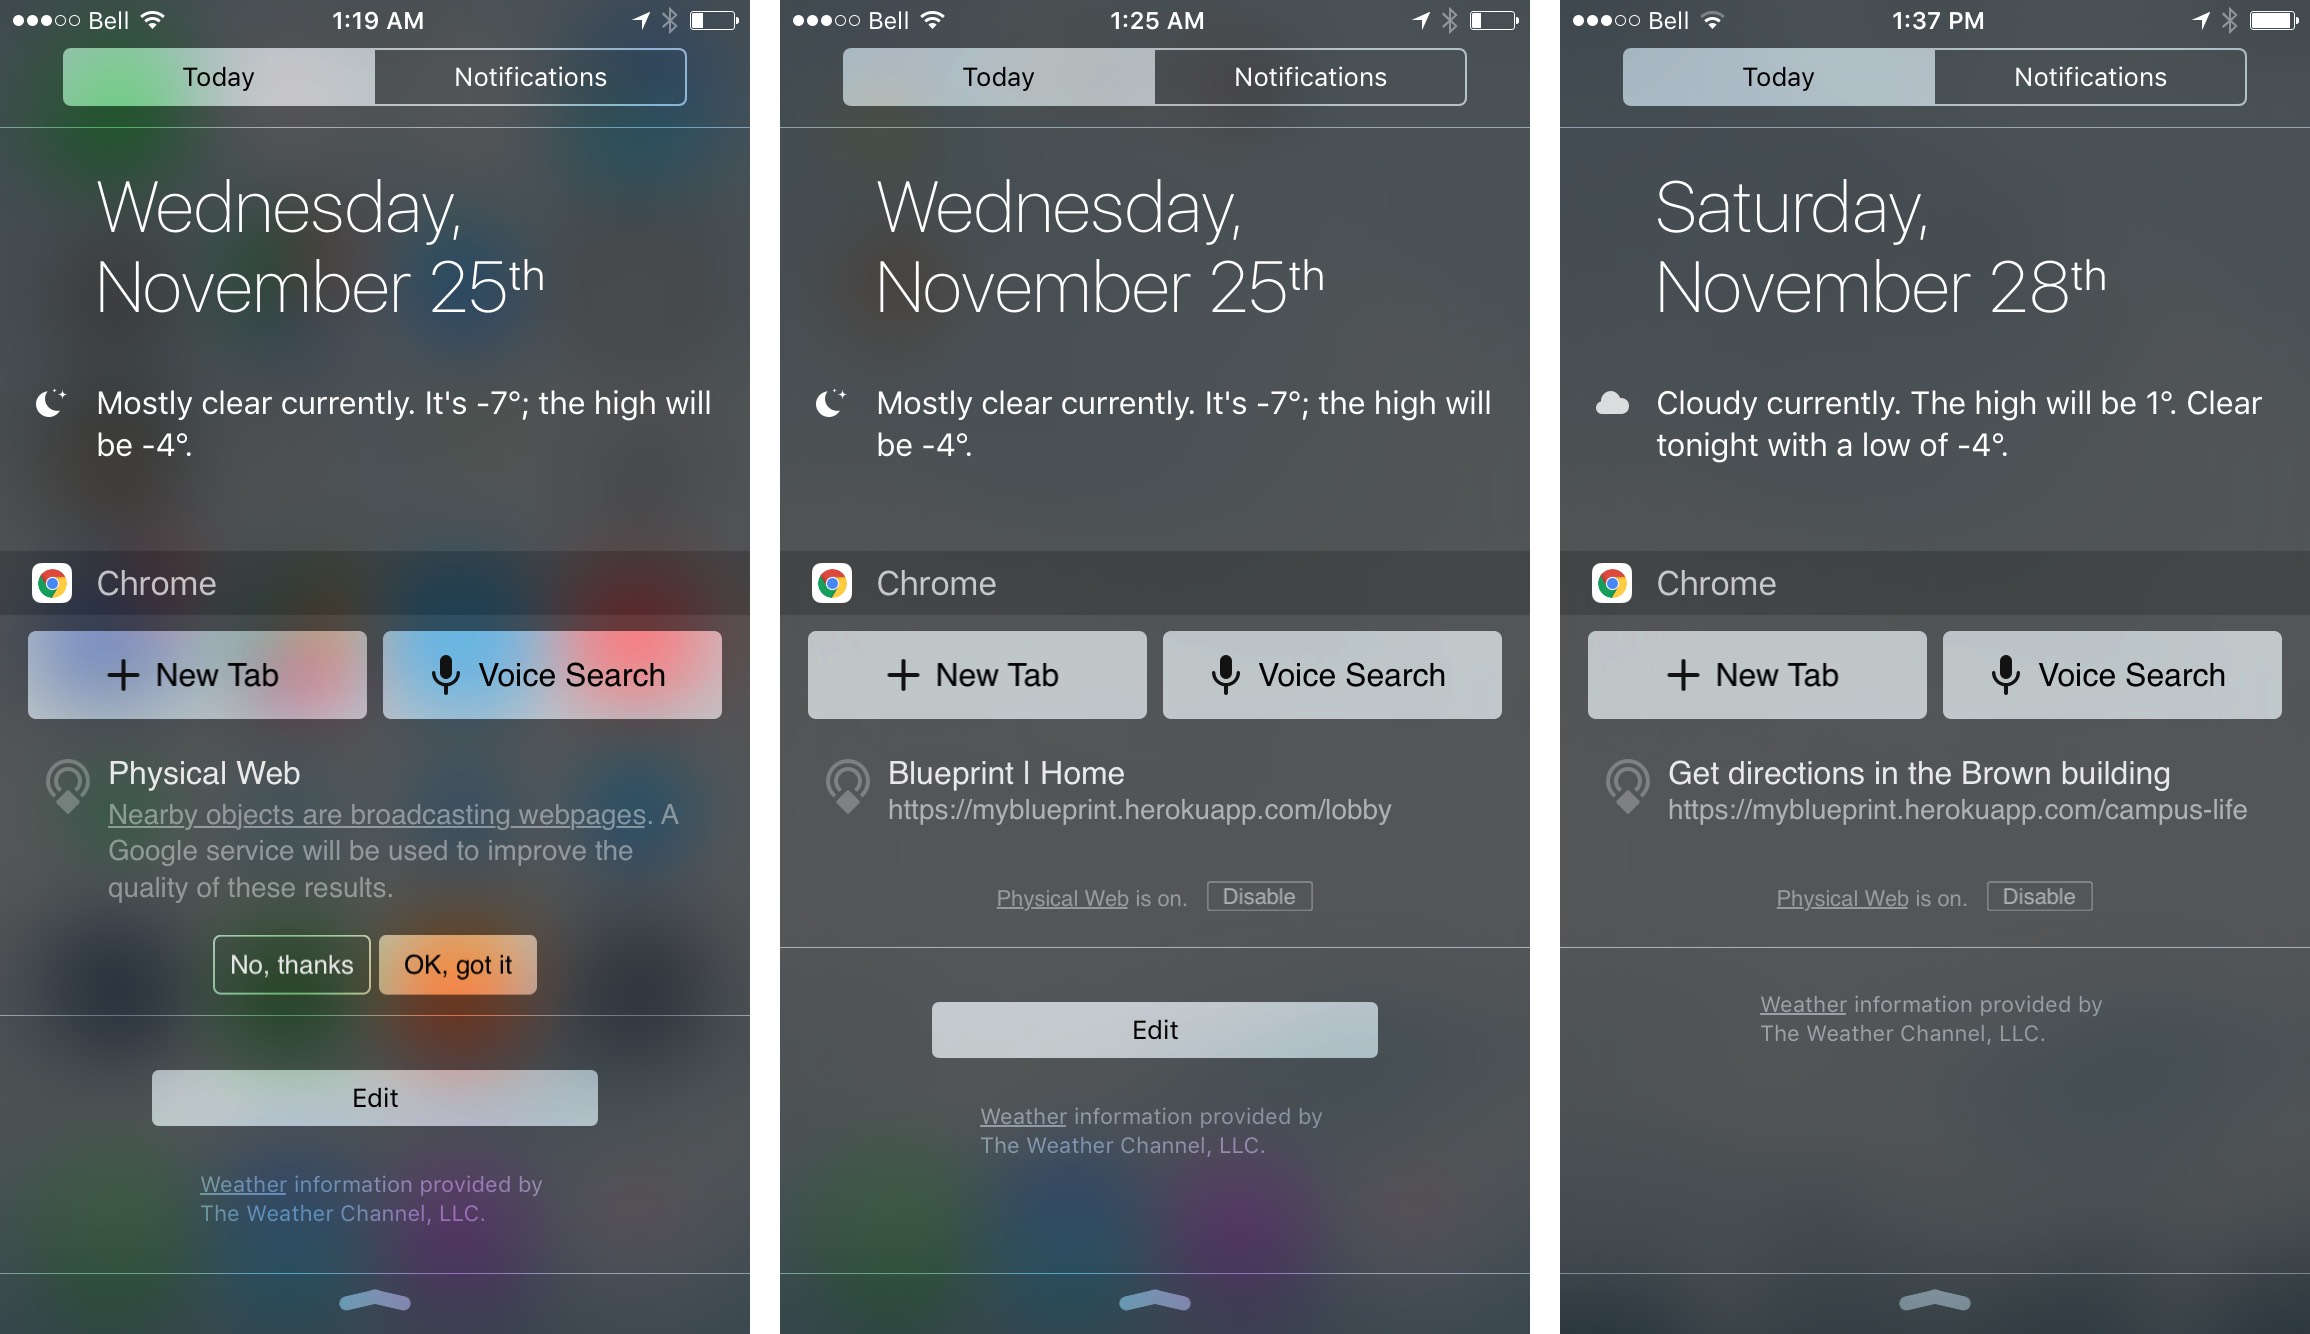 Bell 1:19 AM
Today Notifications
Wednesday,
November 25th
Mostly clear currently. It's -7°; the high will
be -4°.
Chrome
New Tab Voice Search
Physical Web
Nearby objects are broadcasting webpages. A
Google service will be used to improve the
quality of these results.
No, thanks OK, got it
Edit
Weather information provided by
The Weather Channel, LLC.
Bell 1:25 AM
Today Notifications
Wednesday,
November 25th
Mostly clear currently. It's -7°; the high will
be -4°.
Chrome
New Tab Voice Search
Blueprint | Home
https://myblueprint.herokuapp.com/lobby
Physical Web is on. Disable
Edit
Weather information provided by
The Weather Channel, LLC.
Bell 1:37 PM
Today Notifications
Saturday,
November 28th
Cloudy currently. The high will be 1°. Clear
tonight with a low of -4°.
Chrome
New Tab Voice Search
Get directions in the Brown building
https://myblueprint.herokuapp.com/campus-life
Physical Web is on. Disable
Weather information provided by
The Weather Channel, LLC.